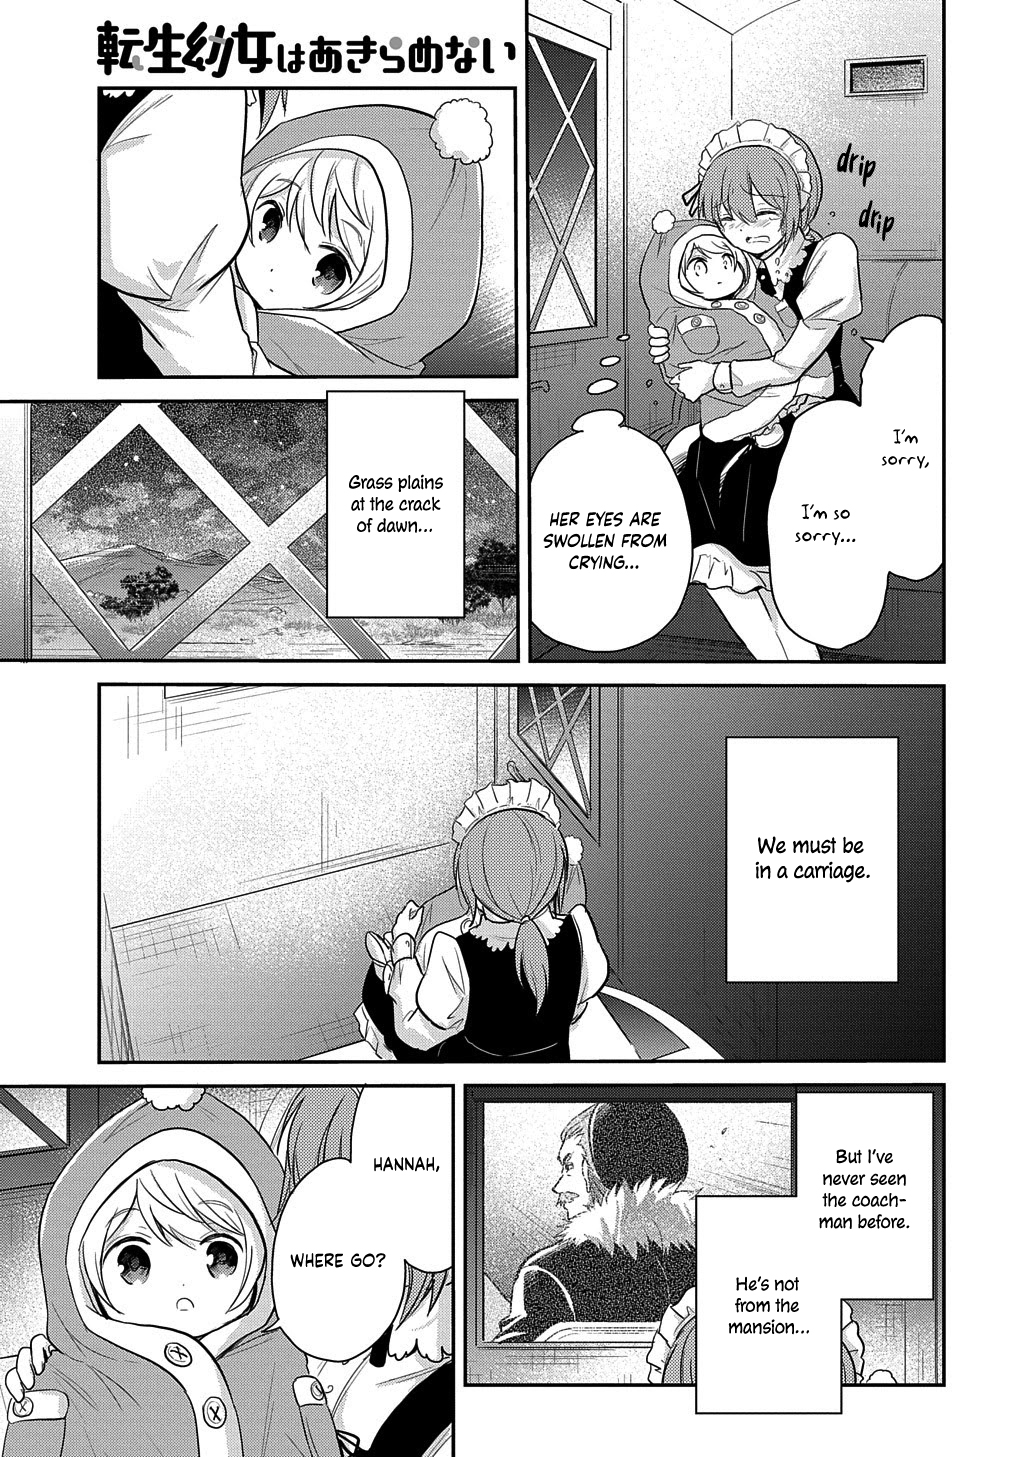 転生幼女はあきらめない
drip
drip
I'm
sorry,
I'm so
sorry...
HER EYES ARE
SWOLLEN FROM
CRYING...
Grass plains
at the crack
of dawn...
We must be
in a carriage.
But I've
never seen
the coach-
man before.
He's not
from the
mansion...
HANNAH,
WHERE GO?